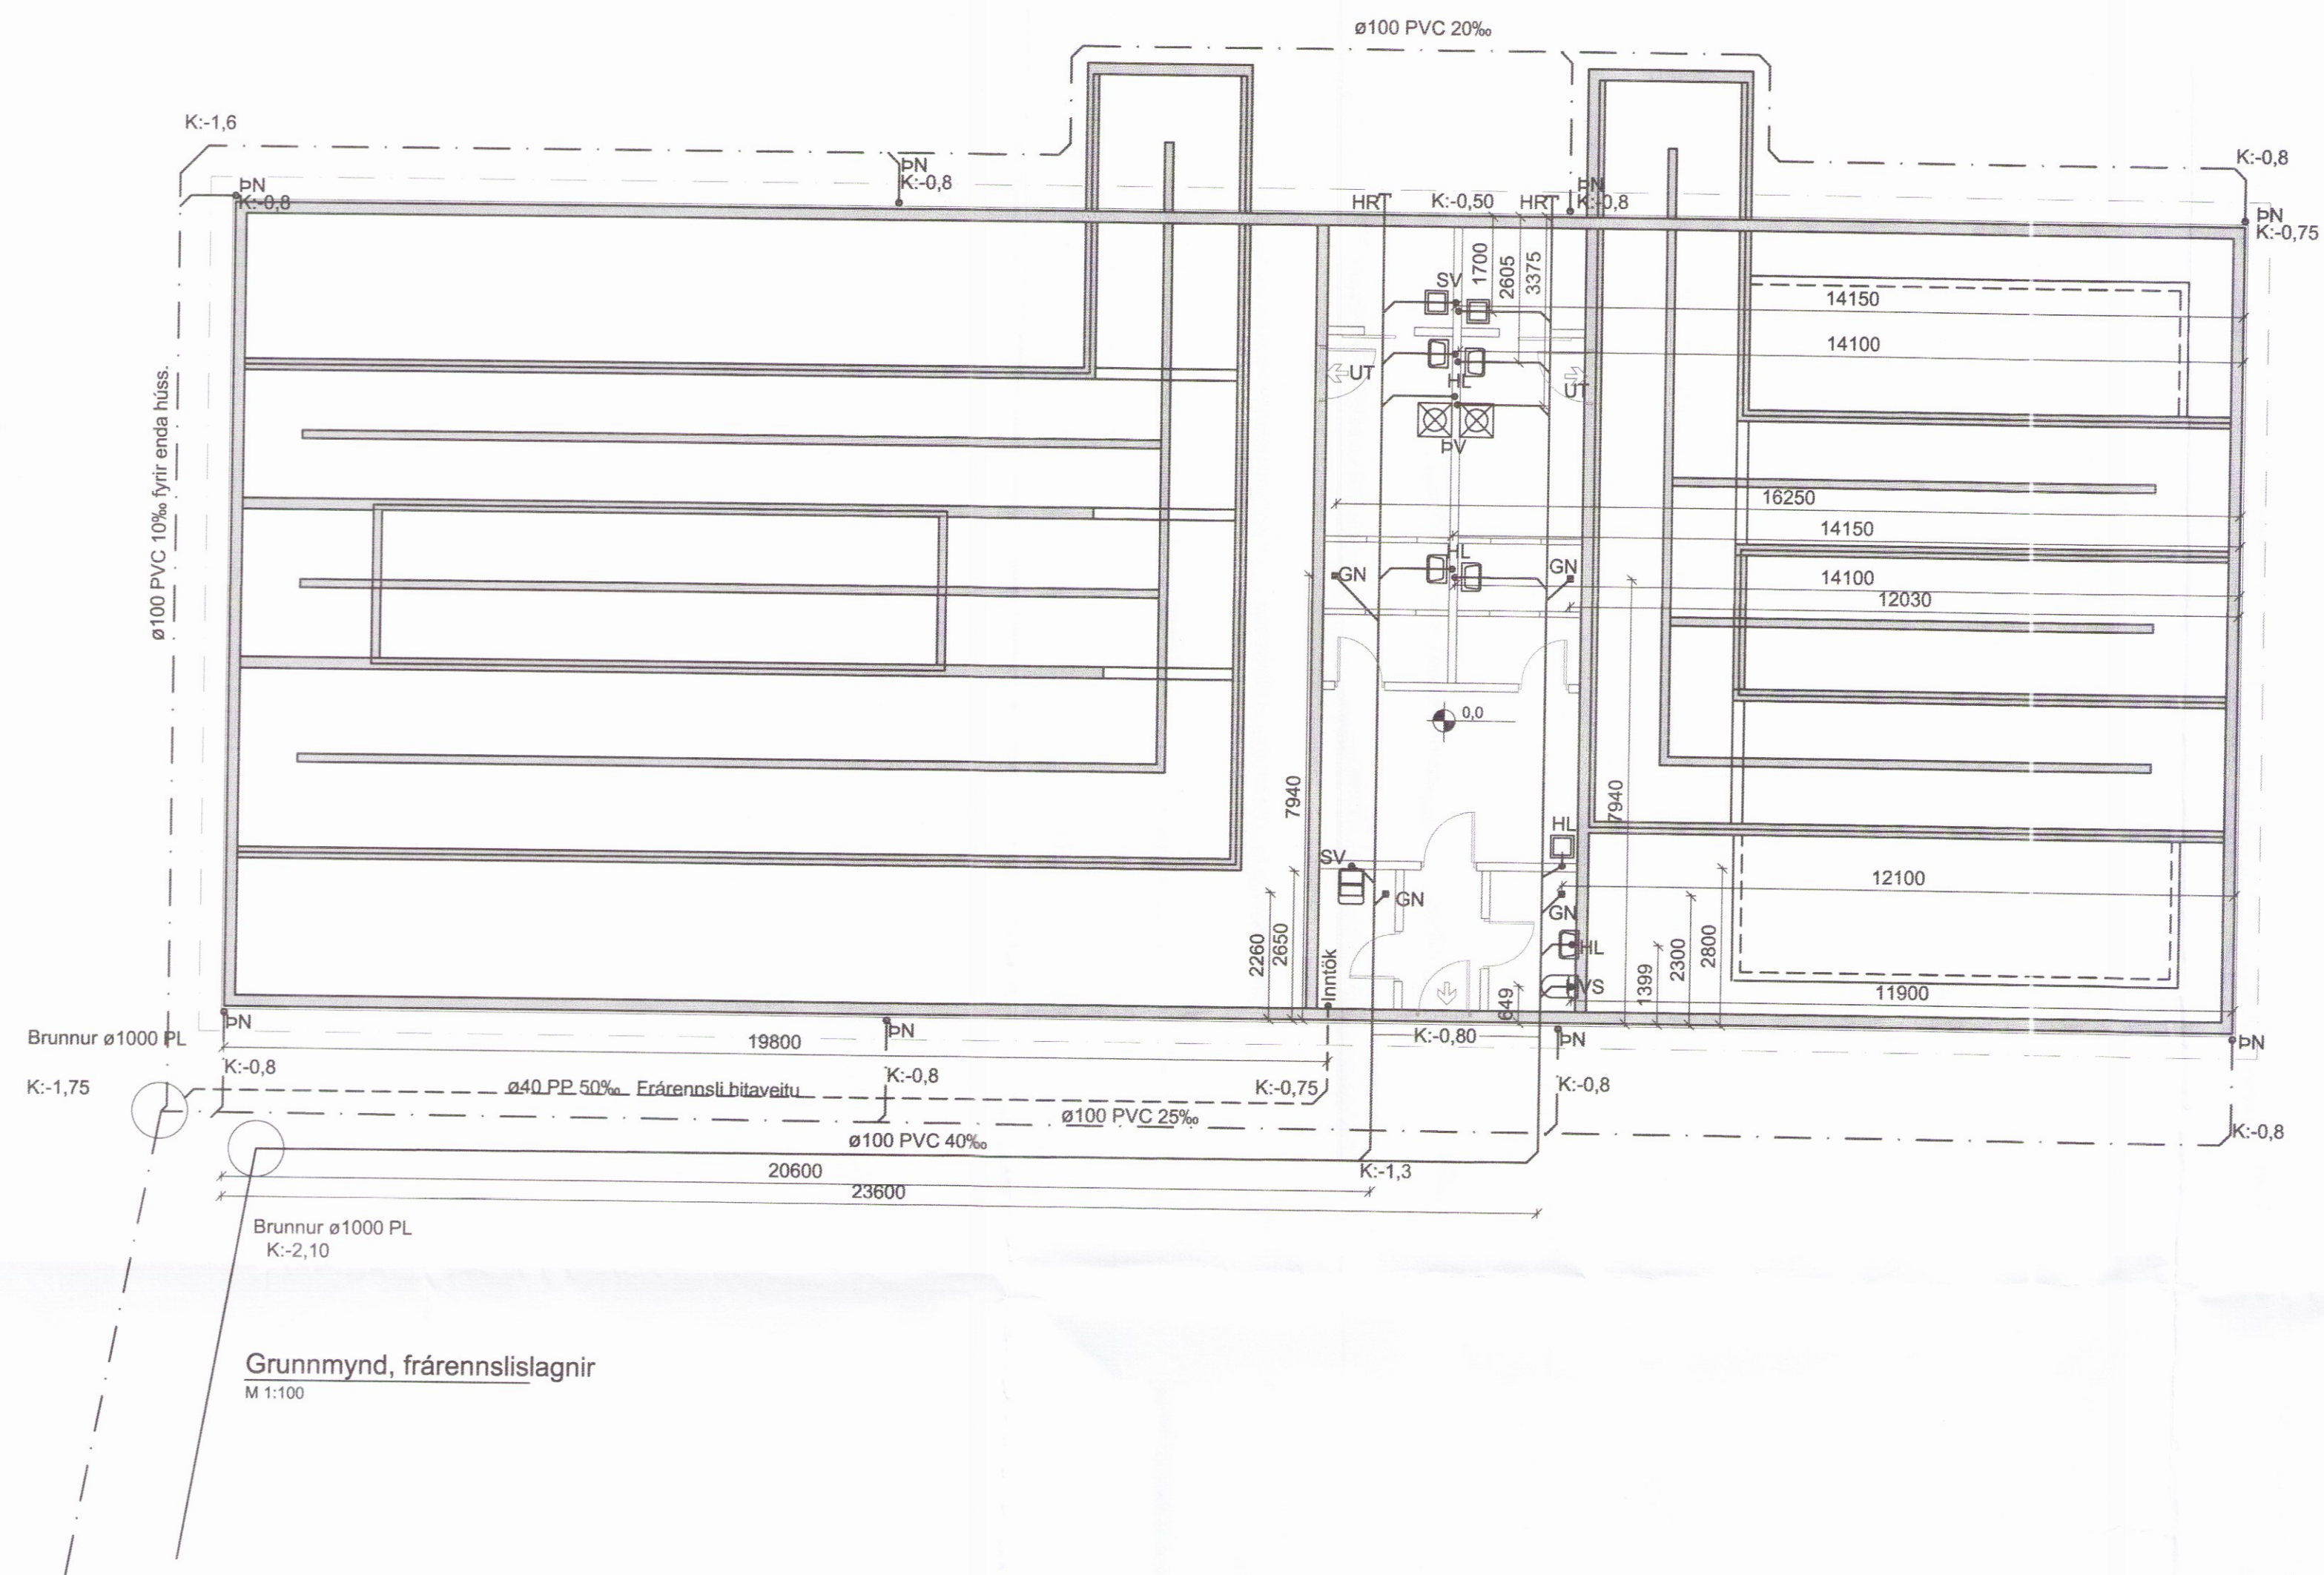 ø100 PVC 20‰
K:-1,6
K:-0,8
ÞN
K:-0,8
ÞN
K:-0,8
ÞN
K:-0,8
ÞN
K:-0,75
HRT
K:-0,50
HRT
1700
2605
3375
SV
14150
14100
UT
HL
UT
ÞV
16250
14150
HL
GN
GN
14100
12030
ø100 PVC 10‰ fyrir enda húss.
0,0
7940
7940
HL
SV
GN
GN
12100
HL
VS
2260
2650
Inntök
649
1399
2300
2800
11900
ÞN
ÞN
K:-0,80
ÞN
ÞN
Brunnur ø1000 PL
19800
K:-0,8
K:-0,8
K:-0,8
K:-1,75
ø40 PP 50‰ Frárennsli hitaveitu
K:-0,75
ø100 PVC 25‰
K:-0,8
ø100 PVC 40‰
20600
K:-1,3
23600
Brunnur ø1000 PL
K:-2,10
Grunnmynd, frárennslislagnir
M 1:100